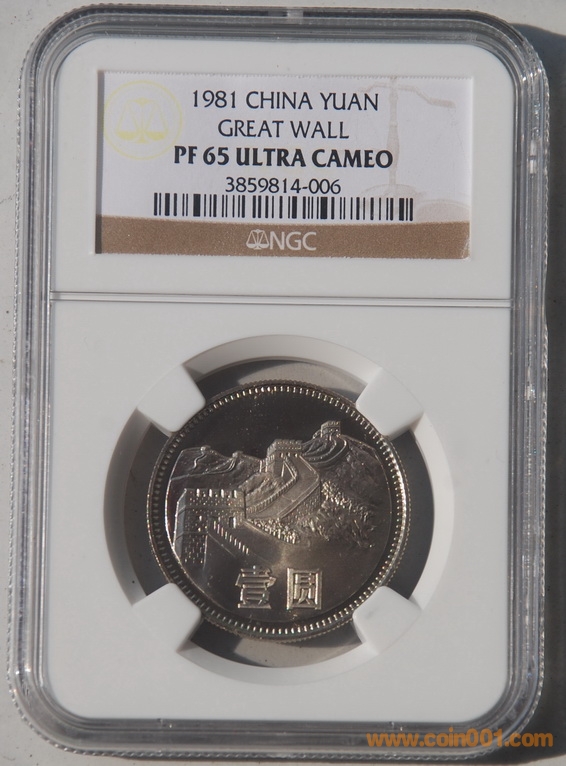 1981 CHINA YUAN
GREAT WALL
PF 65 ULTRA CAMEO
3859814-006
NGC
壹圆
www.coin001.com